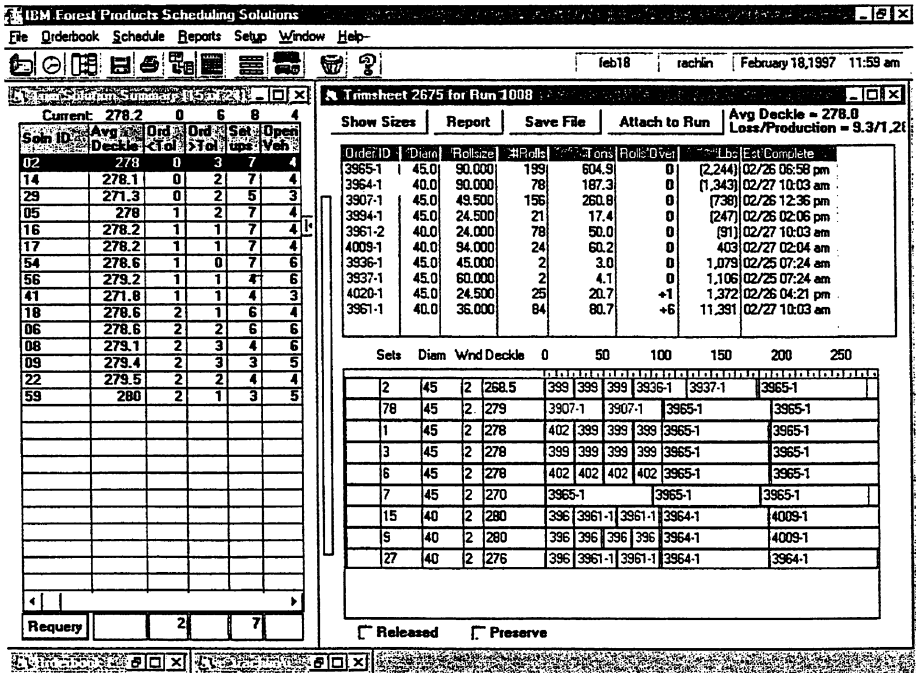 IBM Forest Products Scheduling Solutions
File Orderbook Schedule Reports Setup Window Help-
feb18 rachlin February 18,1997 11:59 am
Current: 278.2 0 6 8 4
Soln ID Avg Deckle Ord <Tol Ord >Tol Set ups Open Veh
02 278 0 3 7 4
14 278.1 0 2 7 4
29 271.3 0 2 5 3
05 278 1 2 7 4
16 278.2 1 1 7 4
17 278.2 1 1 7 4
54 278.6 1 0 7 6
56 279.2 1 1 4 6
41 271.8 1 1 4 3
18 278.6 2 1 6 4
06 278.6 2 2 6 6
08 279.1 2 3 4 6
09 279.4 2 3 3 5
22 279.5 2 2 4 4
59 280 2 1 3 5
Requery 2 7
Trimsheet 2675 for Run 1008
Show Sizes Report Save File Attach to Run Avg Deckle = 278.0
Loss/Production = 9.3/1,28
Order ID Diam Rollsize #Rolls Tons Rolls Over Lbs Est Complete
3965-1 45.0 90.000 199 604.9 0 (2,244) 02/26 06:58 pm
3964-1 40.0 90.000 78 187.3 0 (1,343) 02/27 10:03 am
3907-1 45.0 49.500 156 260.8 0 (738) 02/26 12:36 pm
3994-1 45.0 24.500 21 17.4 0 (247) 02/26 02:06 pm
3961-2 40.0 24.000 78 50.0 0 (91) 02/27 10:03 am
4009-1 40.0 94.000 24 60.2 0 403 02/27 02:04 am
3936-1 45.0 45.000 2 3.0 0 1,079 02/25 07:24 am
3937-1 45.0 60.000 2 4.1 0 1,106 02/25 07:24 am
4020-1 45.0 24.500 25 20.7 +1 1,372 02/26 04:21 pm
3961-1 40.0 36.000 84 80.7 +6 11,391 02/27 10:03 am
Sets Diam Wnd Deckle 0 50 100 150 200 250
2 45 2 268.5 399 399 399 3936-1 3937-1 3965-1
78 45 2. 279 3907-1 3907-1 3965-1 3965-1
1 45 2 278 402 399 399 399 3965-1 3965-1
3 45 2 278 399 399 399 399 3965-1 3965-1
6 45 2 278 402 402 402 402 3965-1 3965-1
7 45 2 270 3965-1 3965-1 3965-1
15 40 2 280 396 3961-1 3961-1 3964-1 4009-1
9 40 2 280 396 396 396 396 3964-1 4009-1
27 40 2 276 396 3961-1 3961-1 3964-1 3964-1
Released Preserve